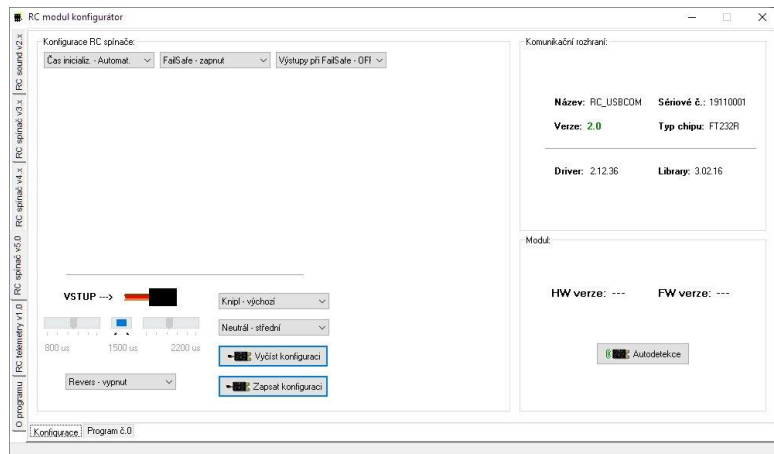 RC modul konfigurátor
RC sound v2.x
RC spínač v3.x
RC spínač v4.x
RC spínač v5.0
RC telemetry v1.0
O programu
Konfigurace RC spínače:
Čas inicializ. - Automat.
FailSafe - zapnut
Výstupy při FailSafe - OFF
VSTUP --->
800 us
1500 us
2200 us
Revers - vypnut
Knipl - výchozí
Neutrál - střední
Vyčíst konfiguraci
Zapsat konfiguraci
Komunikační rozhraní:
Název: RC_USBCOM Sériové č.: 19110001
Verze: 2.0 Typ chipu: FT232R
Driver: 2.12.36 Library: 3.02.16
Modul:
HW verze: --- FW verze: ---
Autodetekce
Konfigurace Program č.0